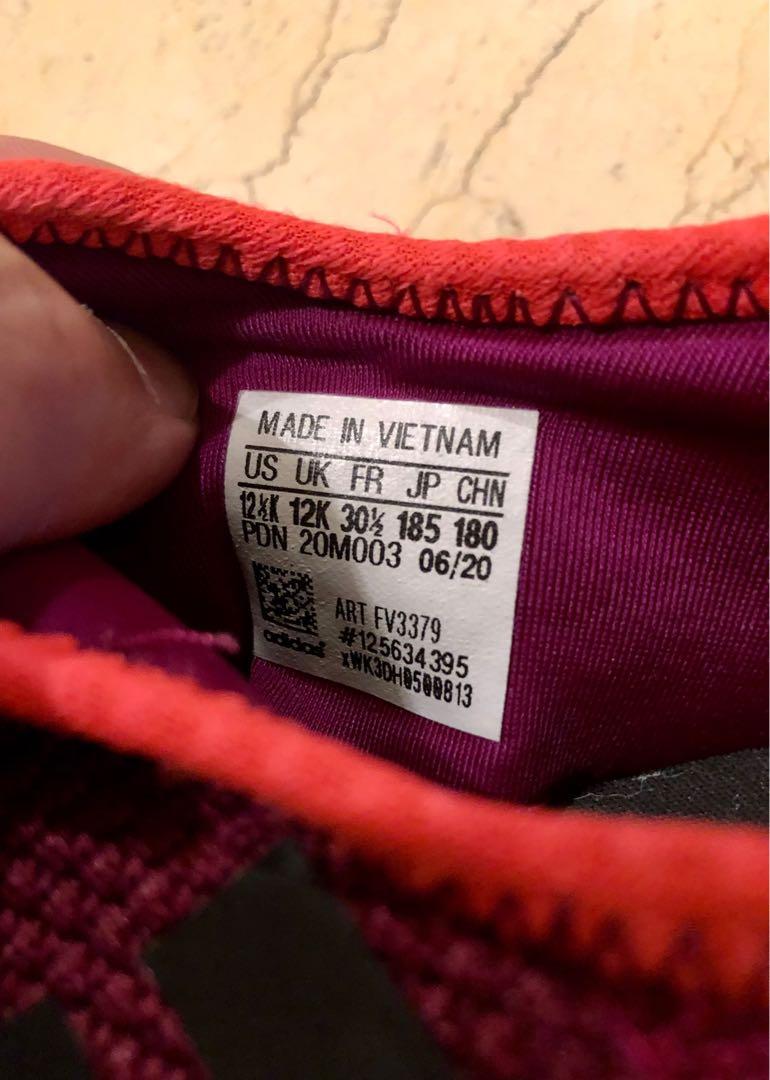 MADE IN VIETNAM
US UK FR JP CHN
12½K 12K 30½ 185 180
PDN 20M003 06/20
ART FV3379
#125634395
adidas
xWK3DH0500813